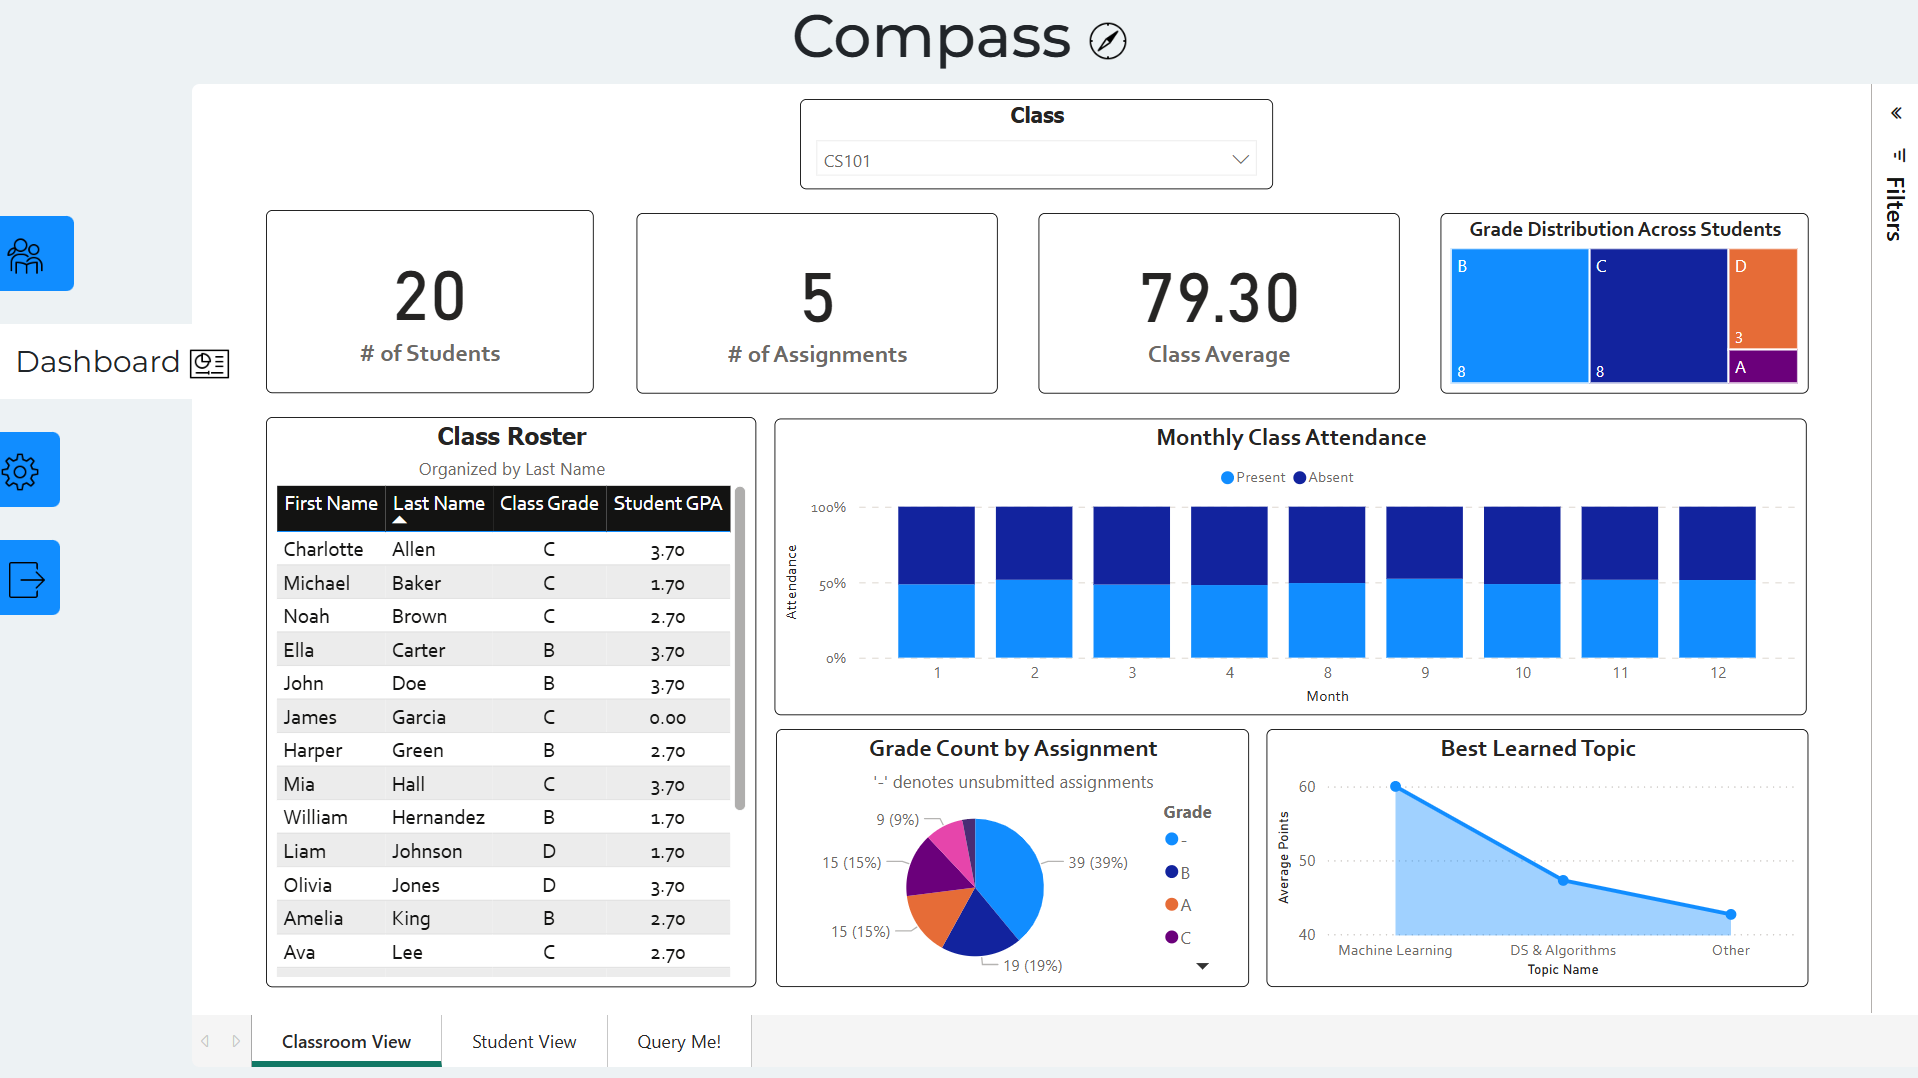 Compass
Class
CS101
Filters
Dashboard
20
# of Students
5
# of Assignments
79.30
Class Average
Grade Distribution Across Students
B
8
C
8
D
3
A
Class Roster
Organized by Last Name
First Name Last Name Class Grade Student GPA
Charlotte Allen C 3.70
Michael Baker C 1.70
Noah Brown C 2.70
Ella Carter B 3.70
John Doe B 3.70
James Garcia C 0.00
Harper Green B 2.70
Mia Hall C 3.70
William Hernandez B 1.70
Liam Johnson D 1.70
Olivia Jones D 3.70
Amelia King B 2.70
Ava Lee C 2.70
Monthly Class Attendance
Present Absent
Attendance
100%
50%
0%
1 2 3 4 8 9 10 11 12
Month
Grade Count by Assignment
'-' denotes unsubmitted assignments
9 (9%)
15 (15%)
15 (15%)
39 (39%)
19 (19%)
Grade
-
B
A
C
Best Learned Topic
Average Points
60
50
40
Machine Learning DS & Algorithms Other
Topic Name
Classroom View Student View Query Me!